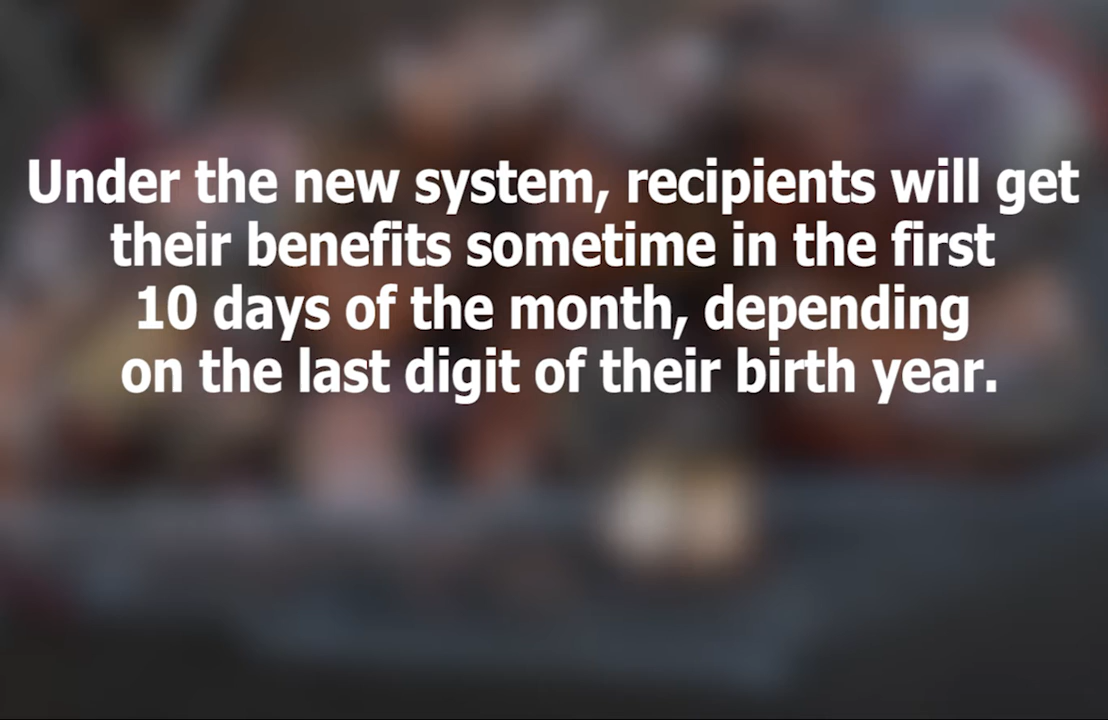 Under the new system, recipients will get
their benefits sometime in the first
10 days of the month, depending
on the last digit of their birth year.